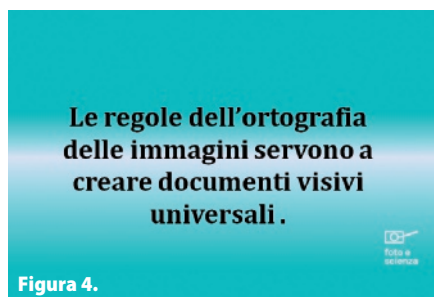 Le regole dell'ortografia
delle immagini servono a
creare documenti visivi
universali .
foto e
scienza
Figura 4.